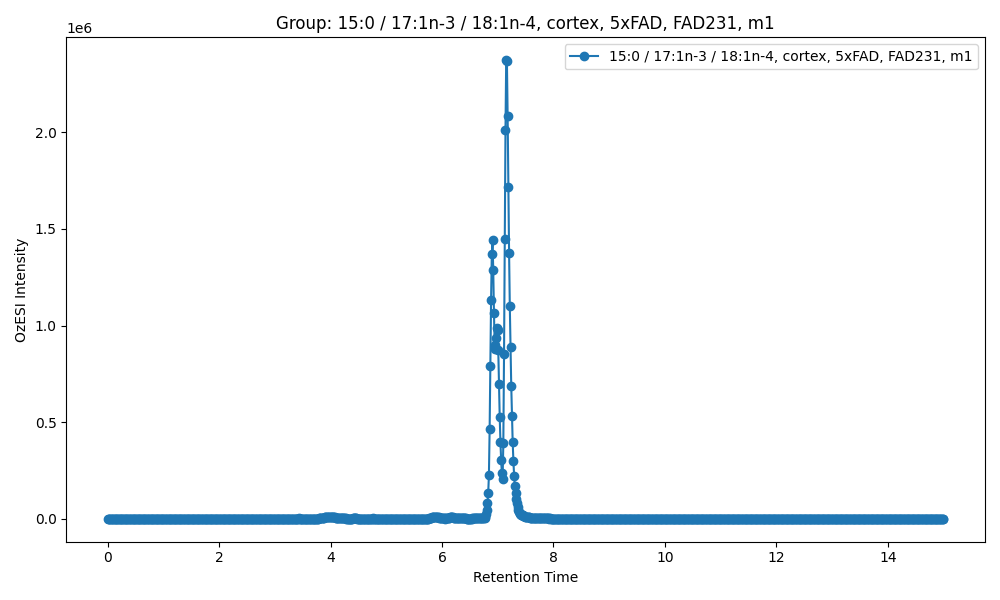 Group: 15:0 / 17:1n-3 / 18:1n-4, cortex, 5xFAD, FAD231, m1
1e6
15:0 / 17:1n-3 / 18:1n-4, cortex, 5xFAD, FAD231, m1
2.0
1.5
1.0
0.5
0.0
OzESI Intensity
0 2 4 6 8 10 12 14
Retention Time